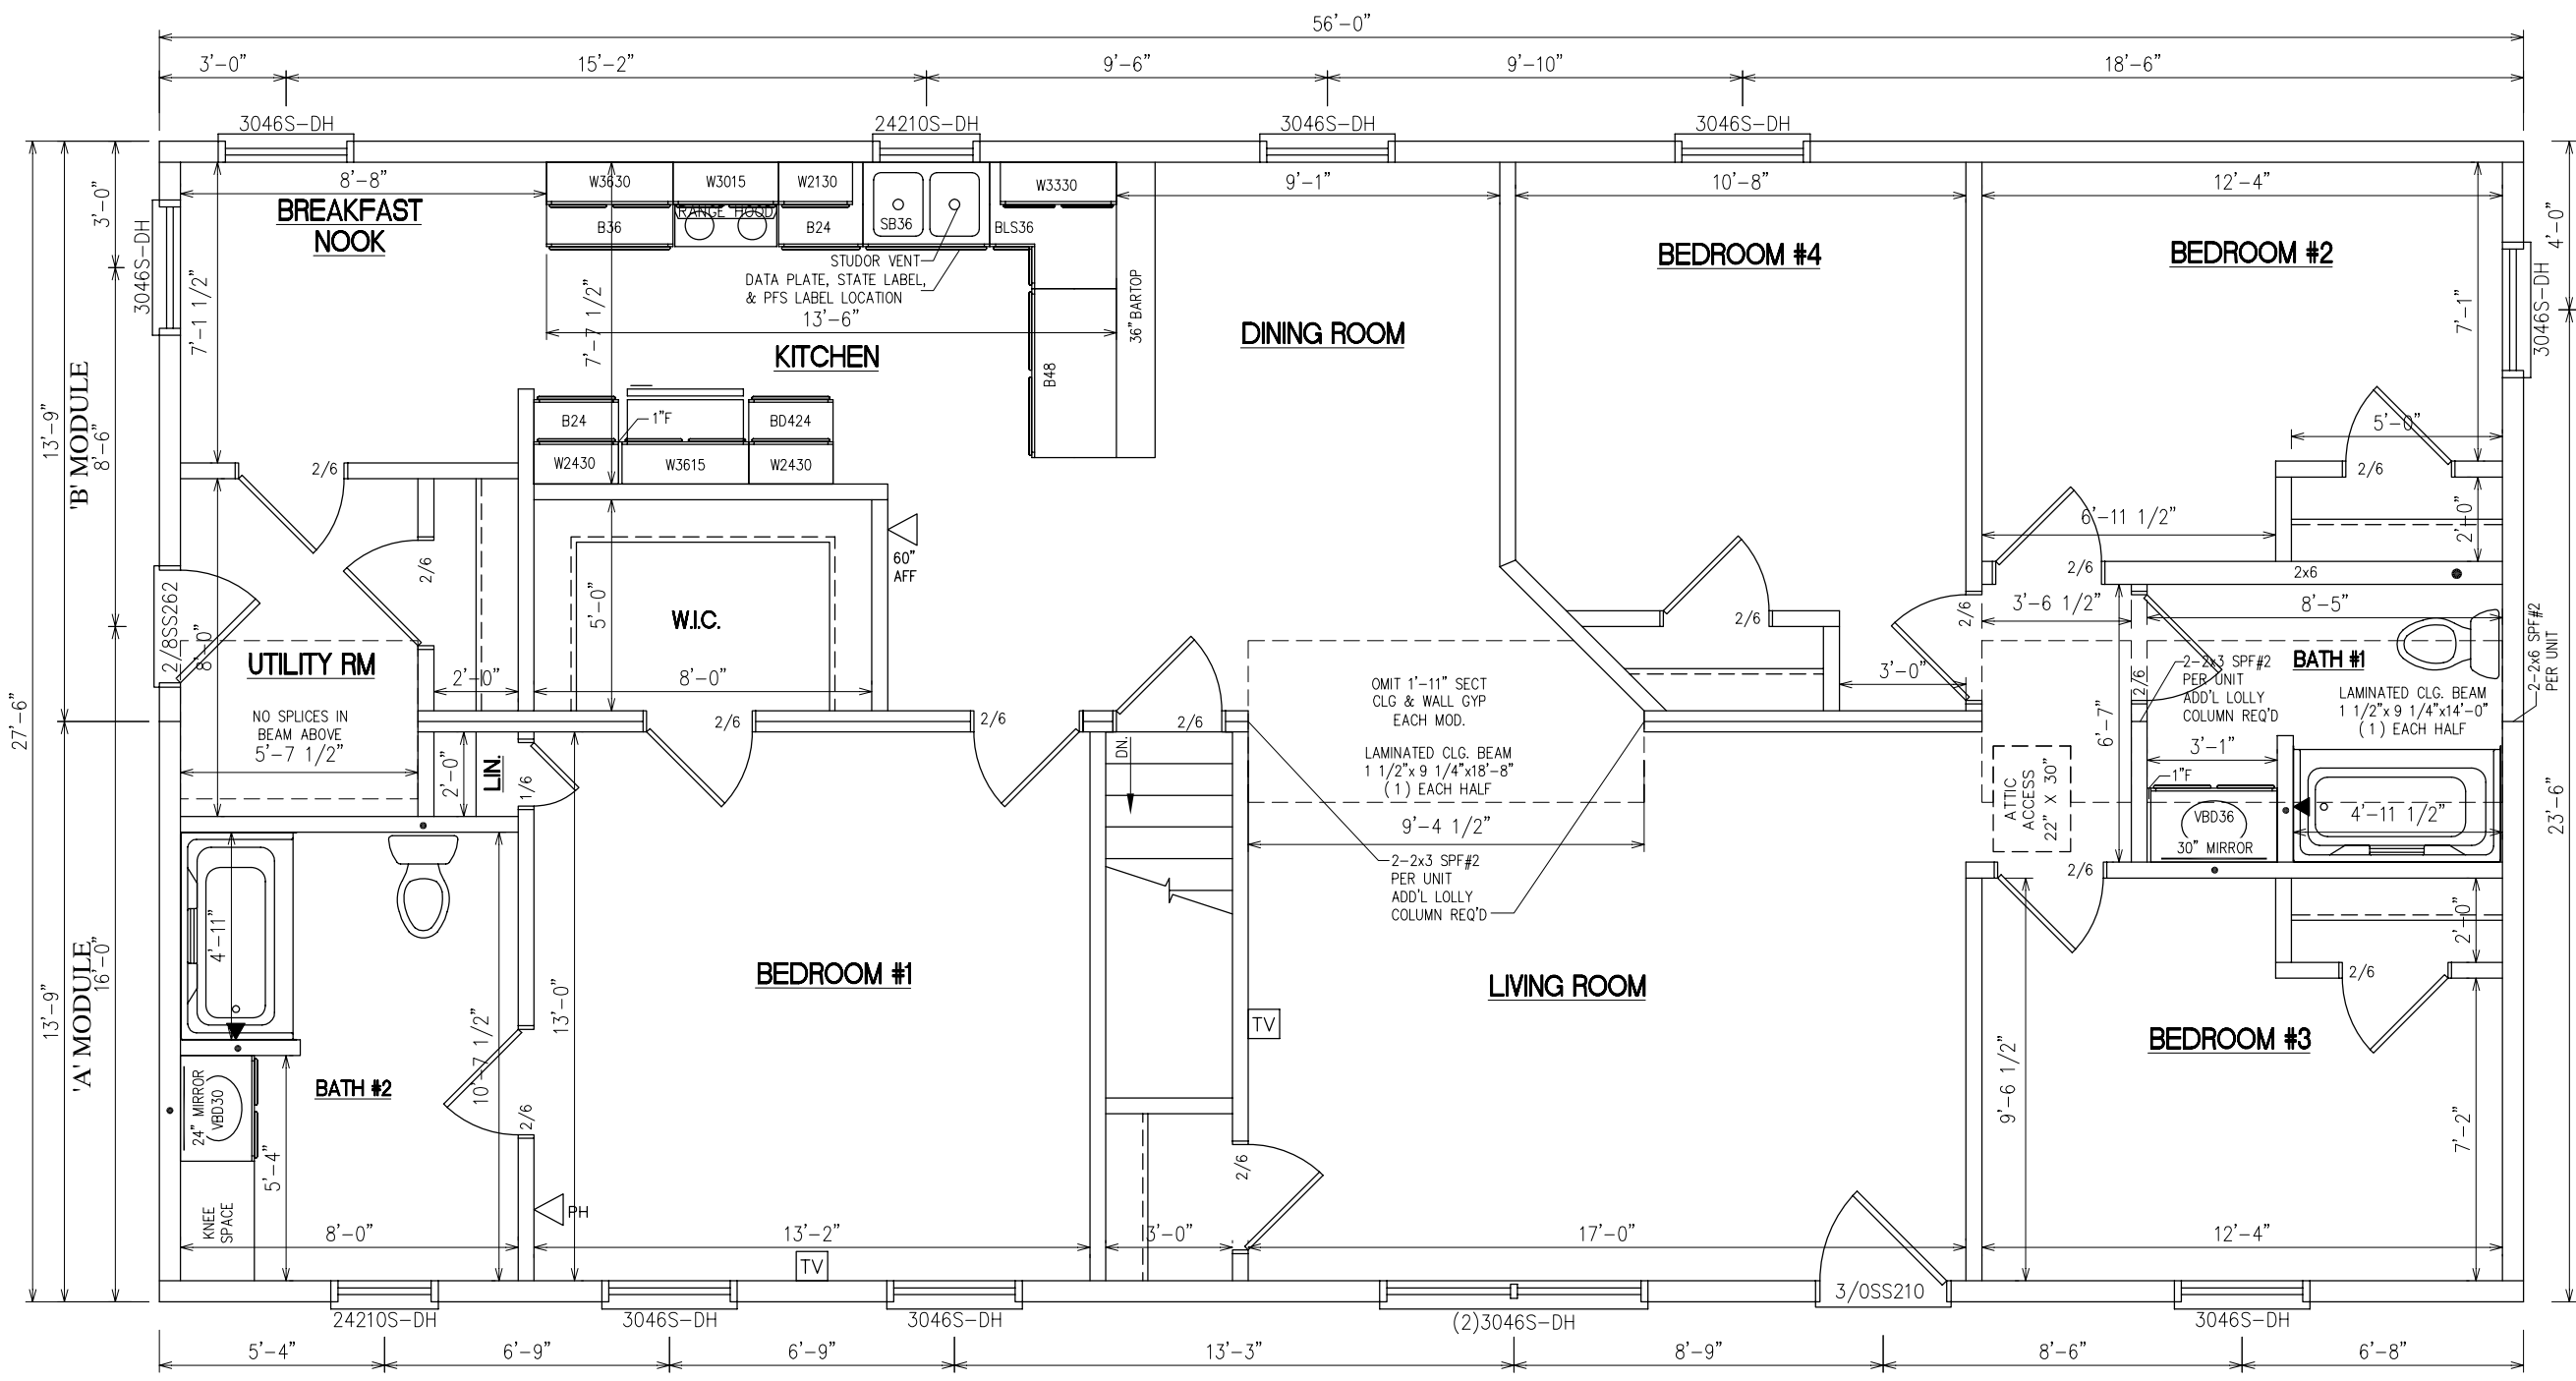 56'-0"
3'-0"
15'-2"
9'-6"
9'-10"
18'-6"
3046S-DH
24210S-DH
3046S-DH
3046S-DH
8'-8"
W3630
W3015
W2130
W3330
9'-1"
10'-8"
12'-4"
BREAKFAST
NOOK
RANGE HOOD
B36
B24
SB36
BLS36
3'-0"
4'-0"
3046S-DH
3046S-DH
STUDOR VENT
DATA PLATE, STATE LABEL,
& PFS LABEL LOCATION
13'-6"
7'-1 1/2"
7'-7 1/2"
KITCHEN
36" BARTOP
B48
DINING ROOM
BEDROOM #4
BEDROOM #2
7'-1"
5'-0"
2/6
2'-0"
'B' MODULE
13'-9"
8'-6"
27'-6"
B24
1"F
BD424
W2430
W3615
W2430
2/6
2/6
60"
AFF
5'-0"
W.I.C.
8'-0"
2/8SS262
8'-0"
UTILITY RM
2'-0"
NO SPLICES IN
BEAM ABOVE
5'-7 1/2"
6'-11 1/2"
2/6
2x6
3'-6 1/2"
8'-5"
2/6
2/6
3'-0"
2/6
2-2x3 SPF#2
PER UNIT
ADD'L LOLLY
COLUMN REQ'D
BATH #1
LAMINATED CLG. BEAM
1 1/2"x 9 1/4"x14'-0"
(1) EACH HALF
2-2x6 SPF#2
PER UNIT
OMIT 1'-11" SECT
CLG & WALL GYP
EACH MOD.
LAMINATED CLG. BEAM
1 1/2"x 9 1/4"x18'-8"
(1) EACH HALF
9'-4 1/2"
2-2x3 SPF#2
PER UNIT
ADD'L LOLLY
COLUMN REQ'D
2/6
2/6
2/6
DN.
2'-0"
LIN.
1/6
6'-7"
3'-1"
1"F
ATTIC
ACCESS
22" X 30"
VBD36
30" MIRROR
4'-11 1/2"
23'-6"
2/6
2'-0"
2/6
'A' MODULE
13'-9"
16'-0"
4'-11"
BEDROOM #1
LIVING ROOM
BEDROOM #3
TV
10'-7 1/2"
13'-0"
9'-6 1/2"
7'-2"
24" MIRROR
VBD30
BATH #2
2/6
5'-4"
KNEE
SPACE
PH
2/6
8'-0"
13'-2"
3'-0"
17'-0"
12'-4"
TV
3/0SS210
24210S-DH
3046S-DH
3046S-DH
(2)3046S-DH
3046S-DH
5'-4"
6'-9"
6'-9"
13'-3"
8'-9"
8'-6"
6'-8"